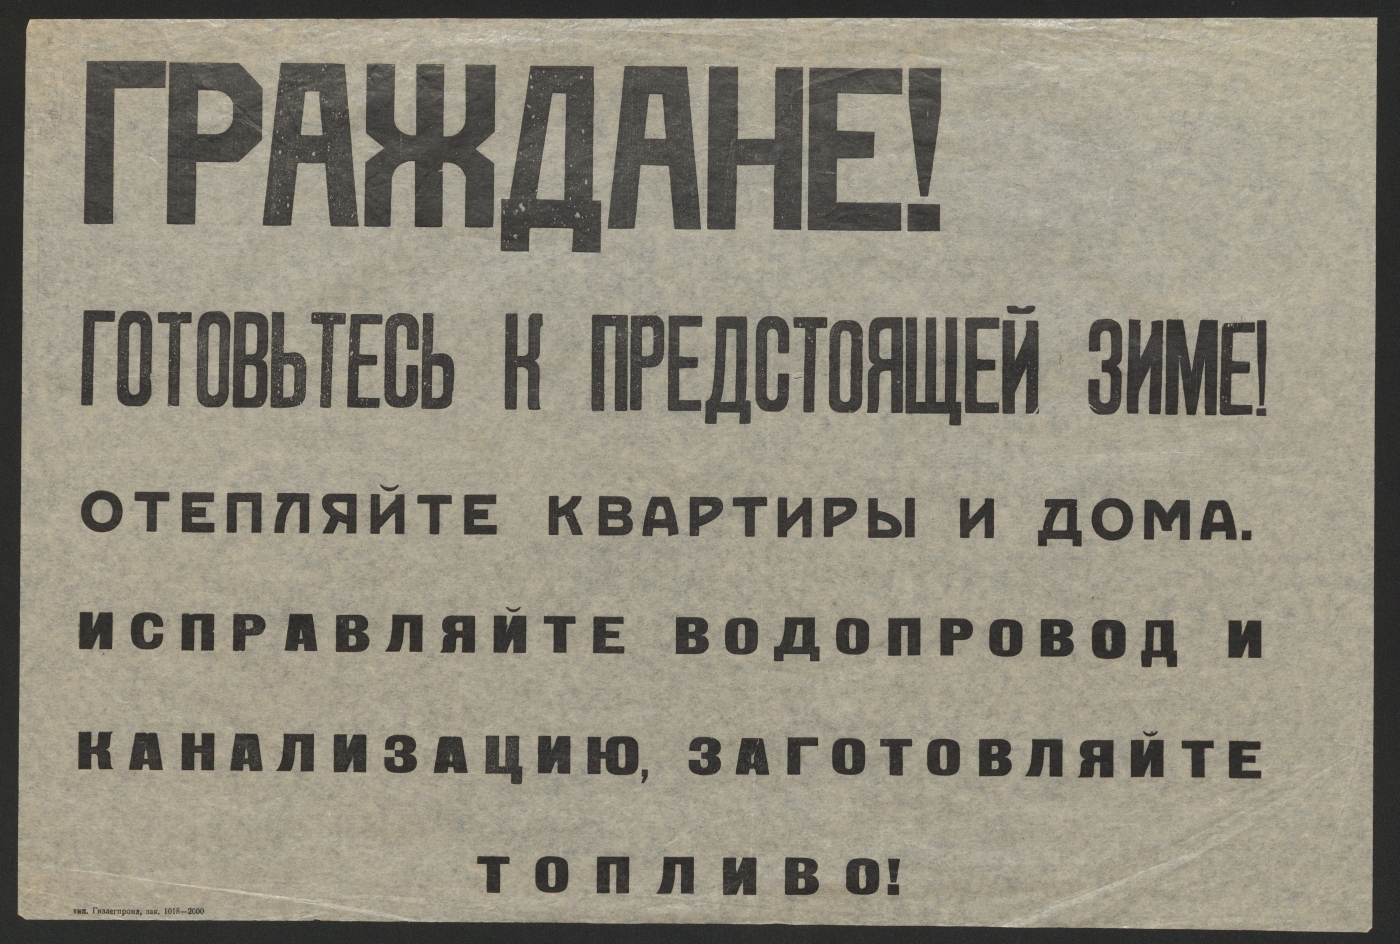 ГРАЖДАНЕ!
ГОТОВЬТЕСЬ К ПРЕДСТОЯЩЕЙ ЗИМЕ!
ОТЕПЛЯЙТЕ КВАРТИРЫ И ДОМА.
ИСПРАВЛЯЙТЕ ВОДОПРОВОД И
КАНАЛИЗАЦИЮ, ЗАГОТОВЛЯЙТЕ
ТОПЛИВО!
тип. Гизлегпрома, зак. 1018—2000